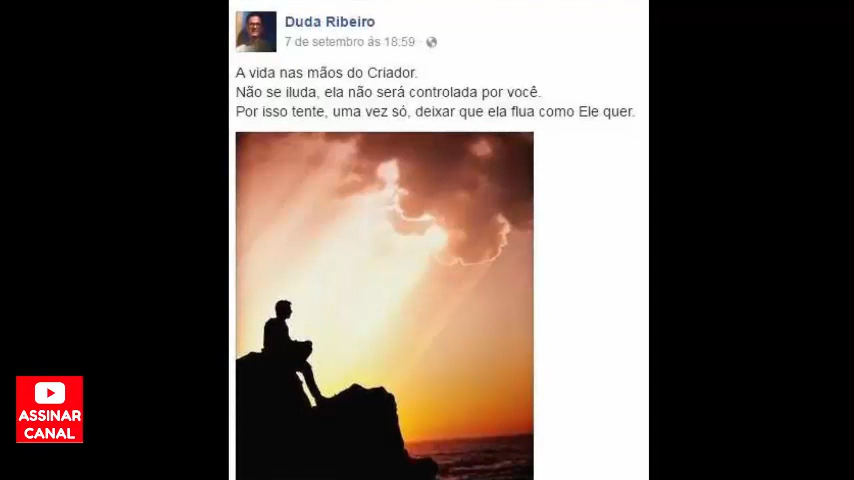 Duda Ribeiro
7 de setembro às 18:59 ·
A vida nas mãos do Criador.
Não se iluda, ela não será controlada por você.
Por isso tente, uma vez só, deixar que ela flua como Ele quer.
ASSINAR
CANAL